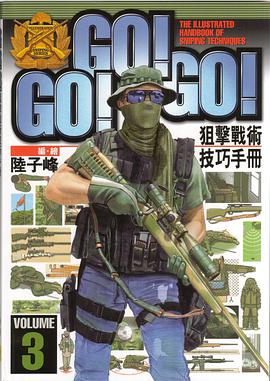 THE ILLUSTRATED
HANDBOOK OF
SNIPING TECHNIQUES
GO!
GO!
GO!
狙擊戰術
技巧手冊
編·繪
陸子峰
VOLUME
3